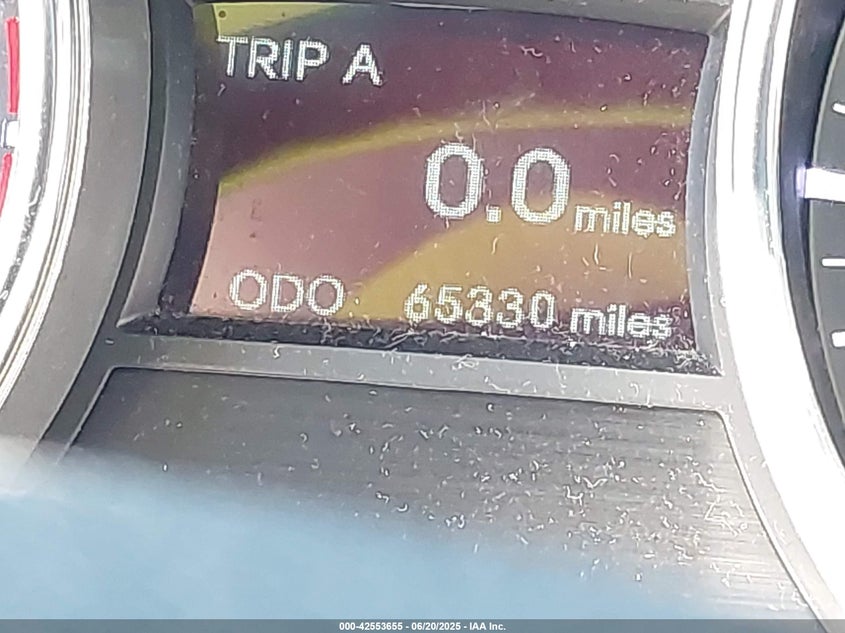 TRIP A
0.0 miles
ODO 65330 miles
000-42553655 - 06/20/2025 - IAA Inc.